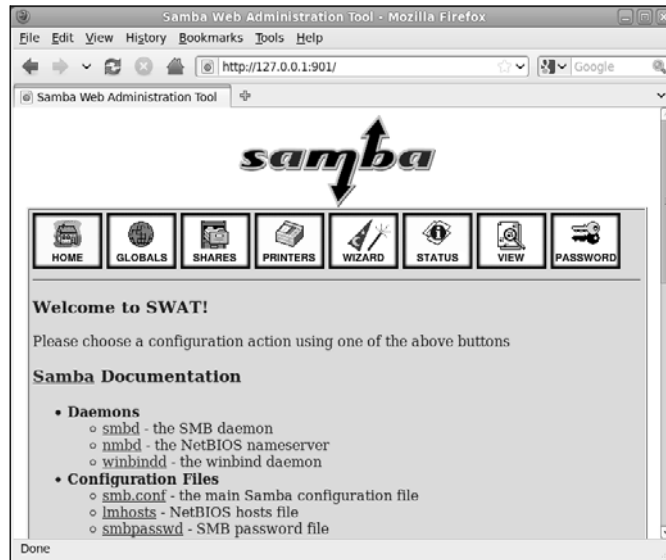 Samba Web Administration Tool - Mozilla Firefox
File Edit View History Bookmarks Tools Help
http://127.0.0.1:901/
Google
Samba Web Administration Tool
samba
HOME GLOBALS SHARES PRINTERS WIZARD STATUS VIEW PASSWORD
Welcome to SWAT!
Please choose a configuration action using one of the above buttons
Samba Documentation
• Daemons
○ smbd - the SMB daemon
○ nmbd - the NetBIOS nameserver
○ winbindd - the winbind daemon
• Configuration Files
○ smb.conf - the main Samba configuration file
○ lmhosts - NetBIOS hosts file
○ smbpasswd - SMB password file
Done